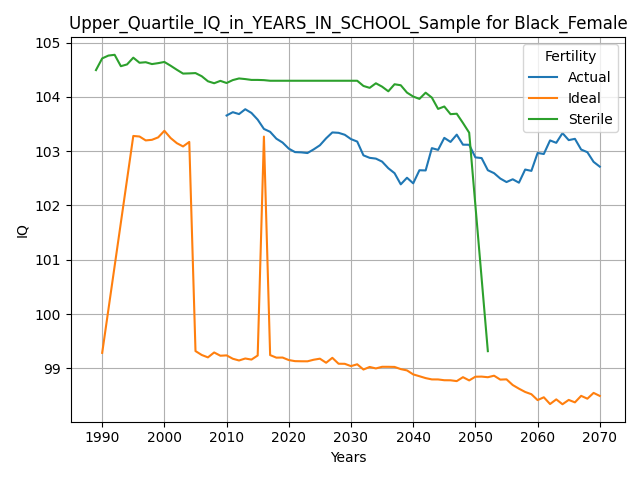 Upper_Quartile_IQ_in_YEARS_IN_SCHOOL_Sample for Black_Female
105
104
103
102
101
100
99
IQ
Fertility
Actual
Ideal
Sterile
1990 2000 2010 2020 2030 2040 2050 2060 2070
Years